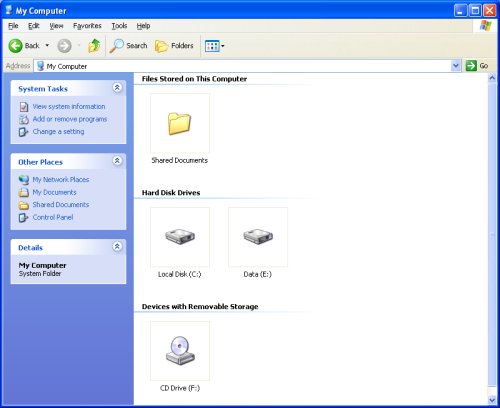 My Computer
File Edit View Favorites Tools Help
Back Search Folders
Address My Computer Go
System Tasks
View system information
Add or remove programs
Change a setting
Other Places
My Network Places
My Documents
Shared Documents
Control Panel
Details
My Computer
System Folder
Files Stored on This Computer
Shared Documents
Hard Disk Drives
Local Disk (C:) Data (E:)
Devices with Removable Storage
CD Drive (F:)